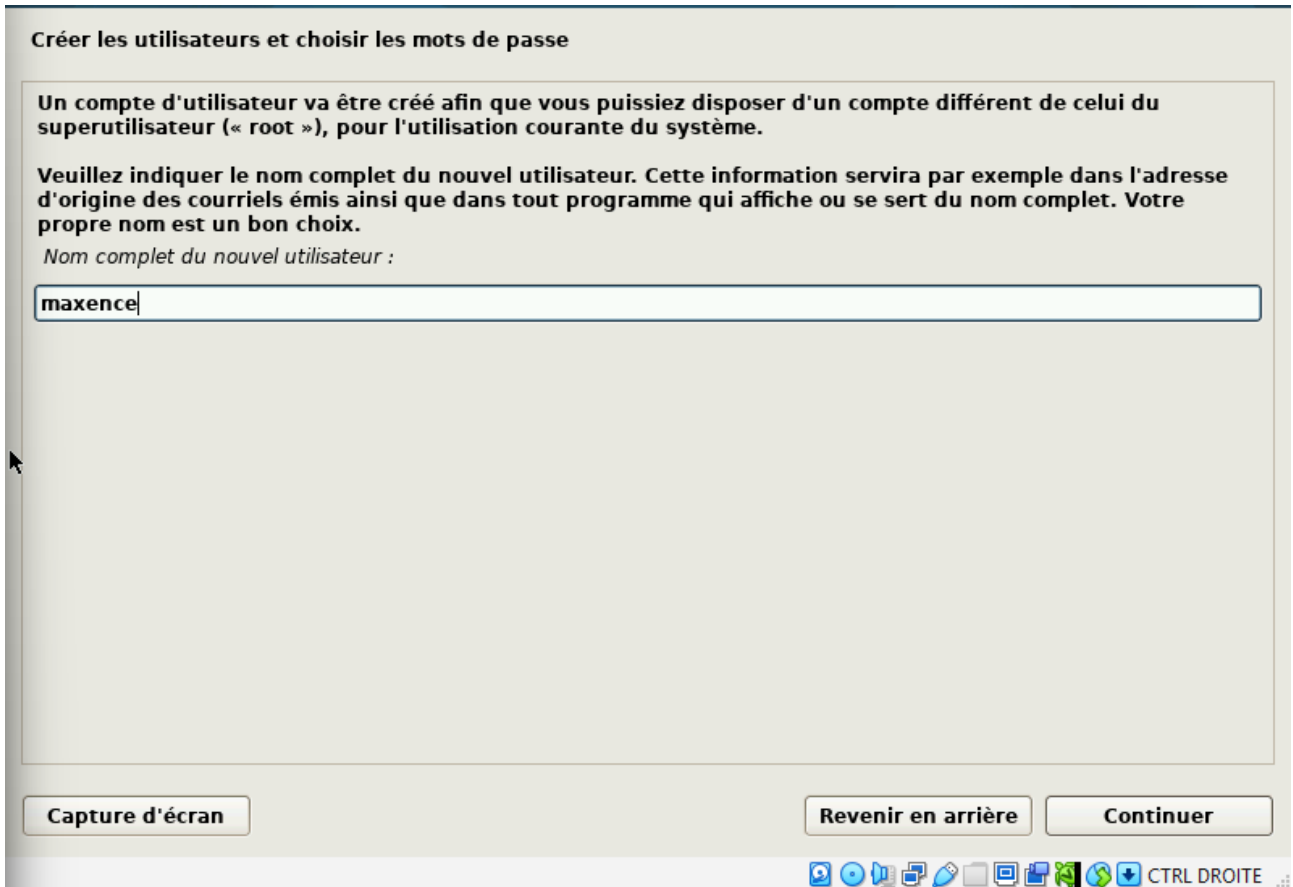 Créer les utilisateurs et choisir les mots de passe
Un compte d'utilisateur va être créé afin que vous puissiez disposer d'un compte différent de celui du
superutilisateur (« root »), pour l'utilisation courante du système.
Veuillez indiquer le nom complet du nouvel utilisateur. Cette information servira par exemple dans l'adresse
d'origine des courriels émis ainsi que dans tout programme qui affiche ou se sert du nom complet. Votre
propre nom est un bon choix.
Nom complet du nouvel utilisateur :
maxence
Capture d'écran
Revenir en arrière
Continuer
CTRL DROITE